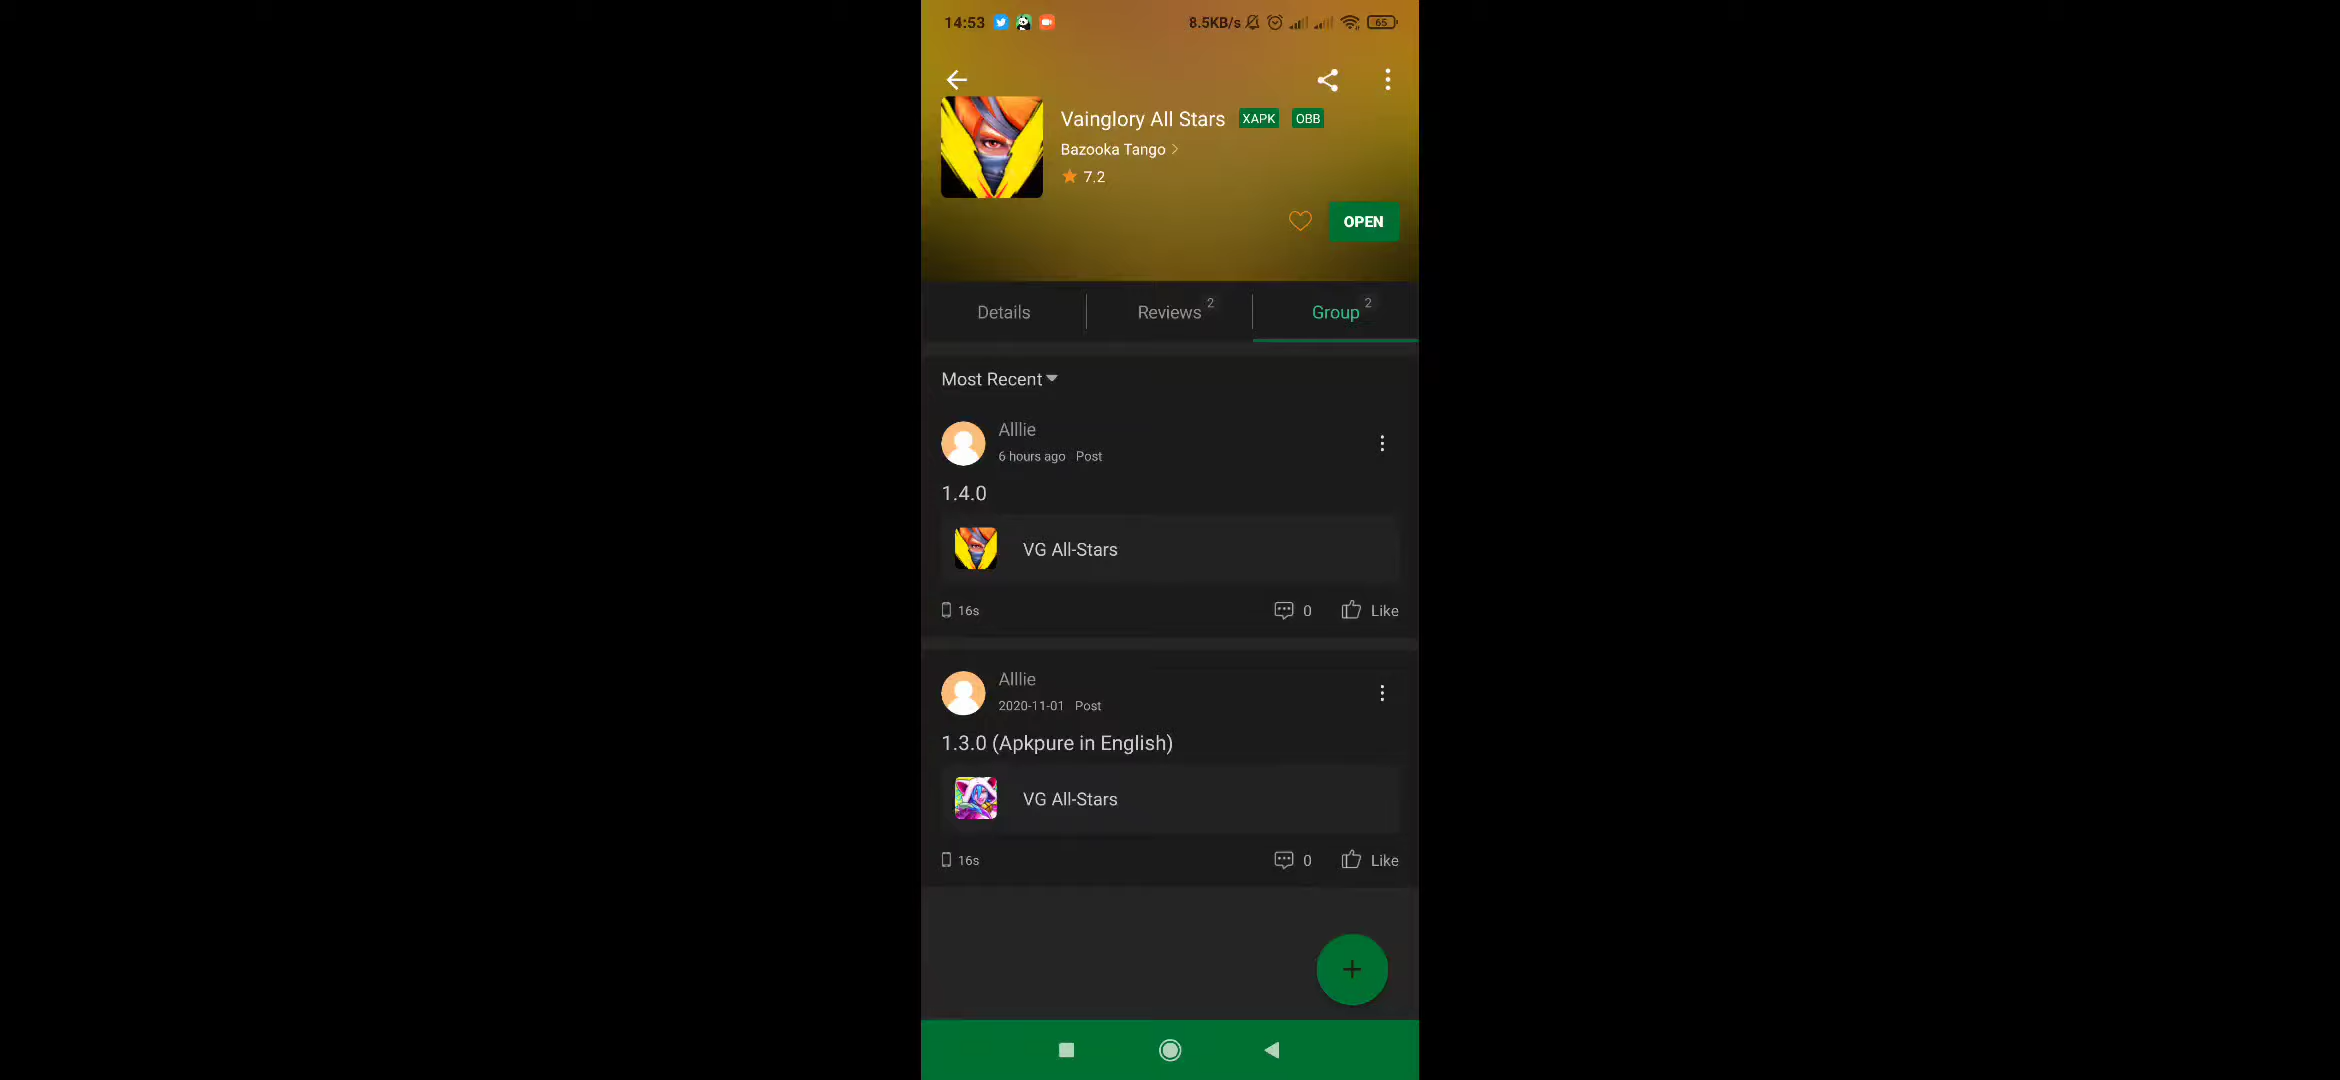 14:53 8.5KB/s 65
Vainglory All Stars XAPK OBB
Bazooka Tango
7.2
OPEN
Details Reviews 2 Group 2
Most Recent
Alllie
6 hours ago Post
1.4.0
VG All-Stars
16s 0 Like
Alllie
2020-11-01 Post
1.3.0 (Apkpure in English)
VG All-Stars
16s 0 Like